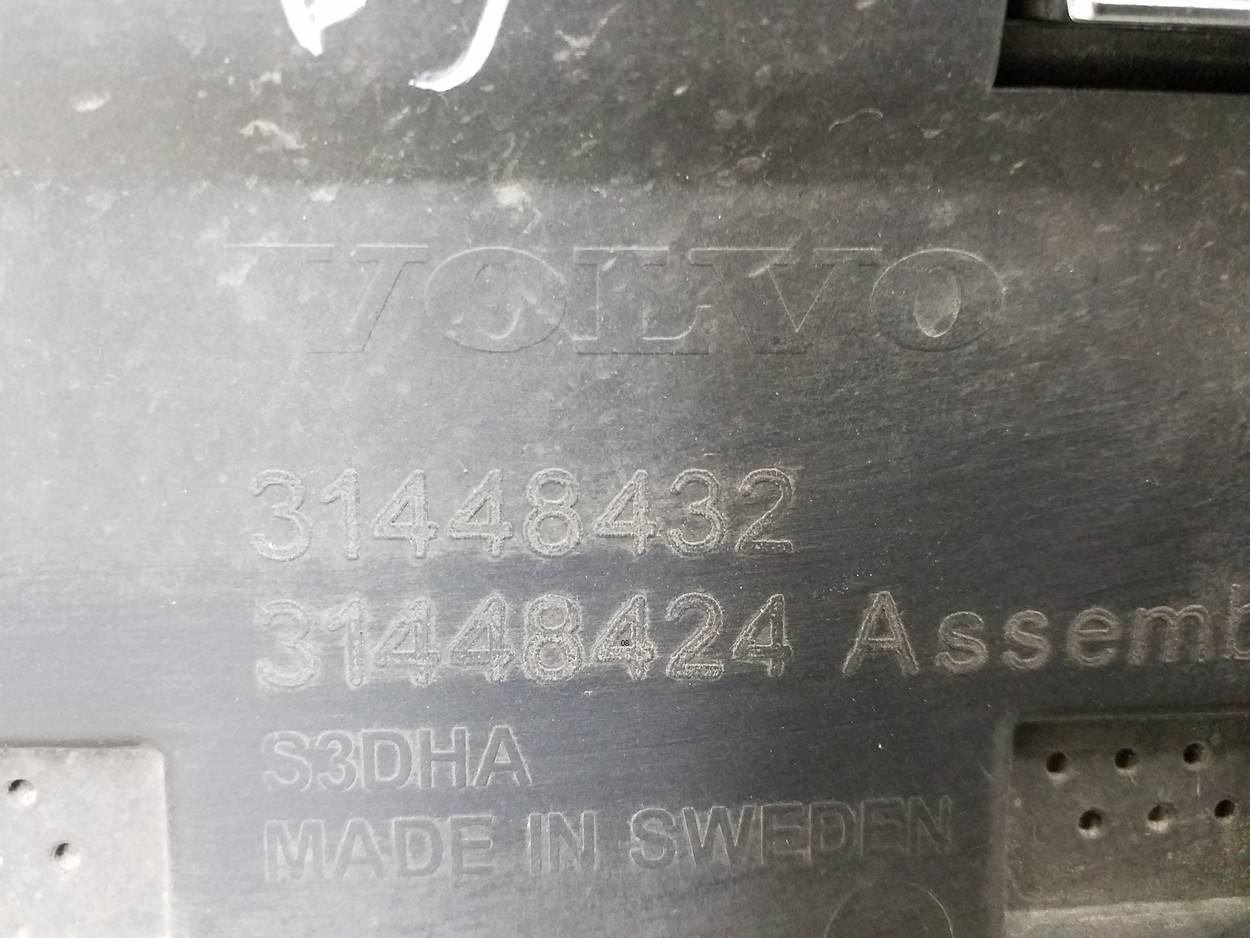 VOLVO
31448432
31448424 Assemb
S3DHA
MADE IN SWEDEN